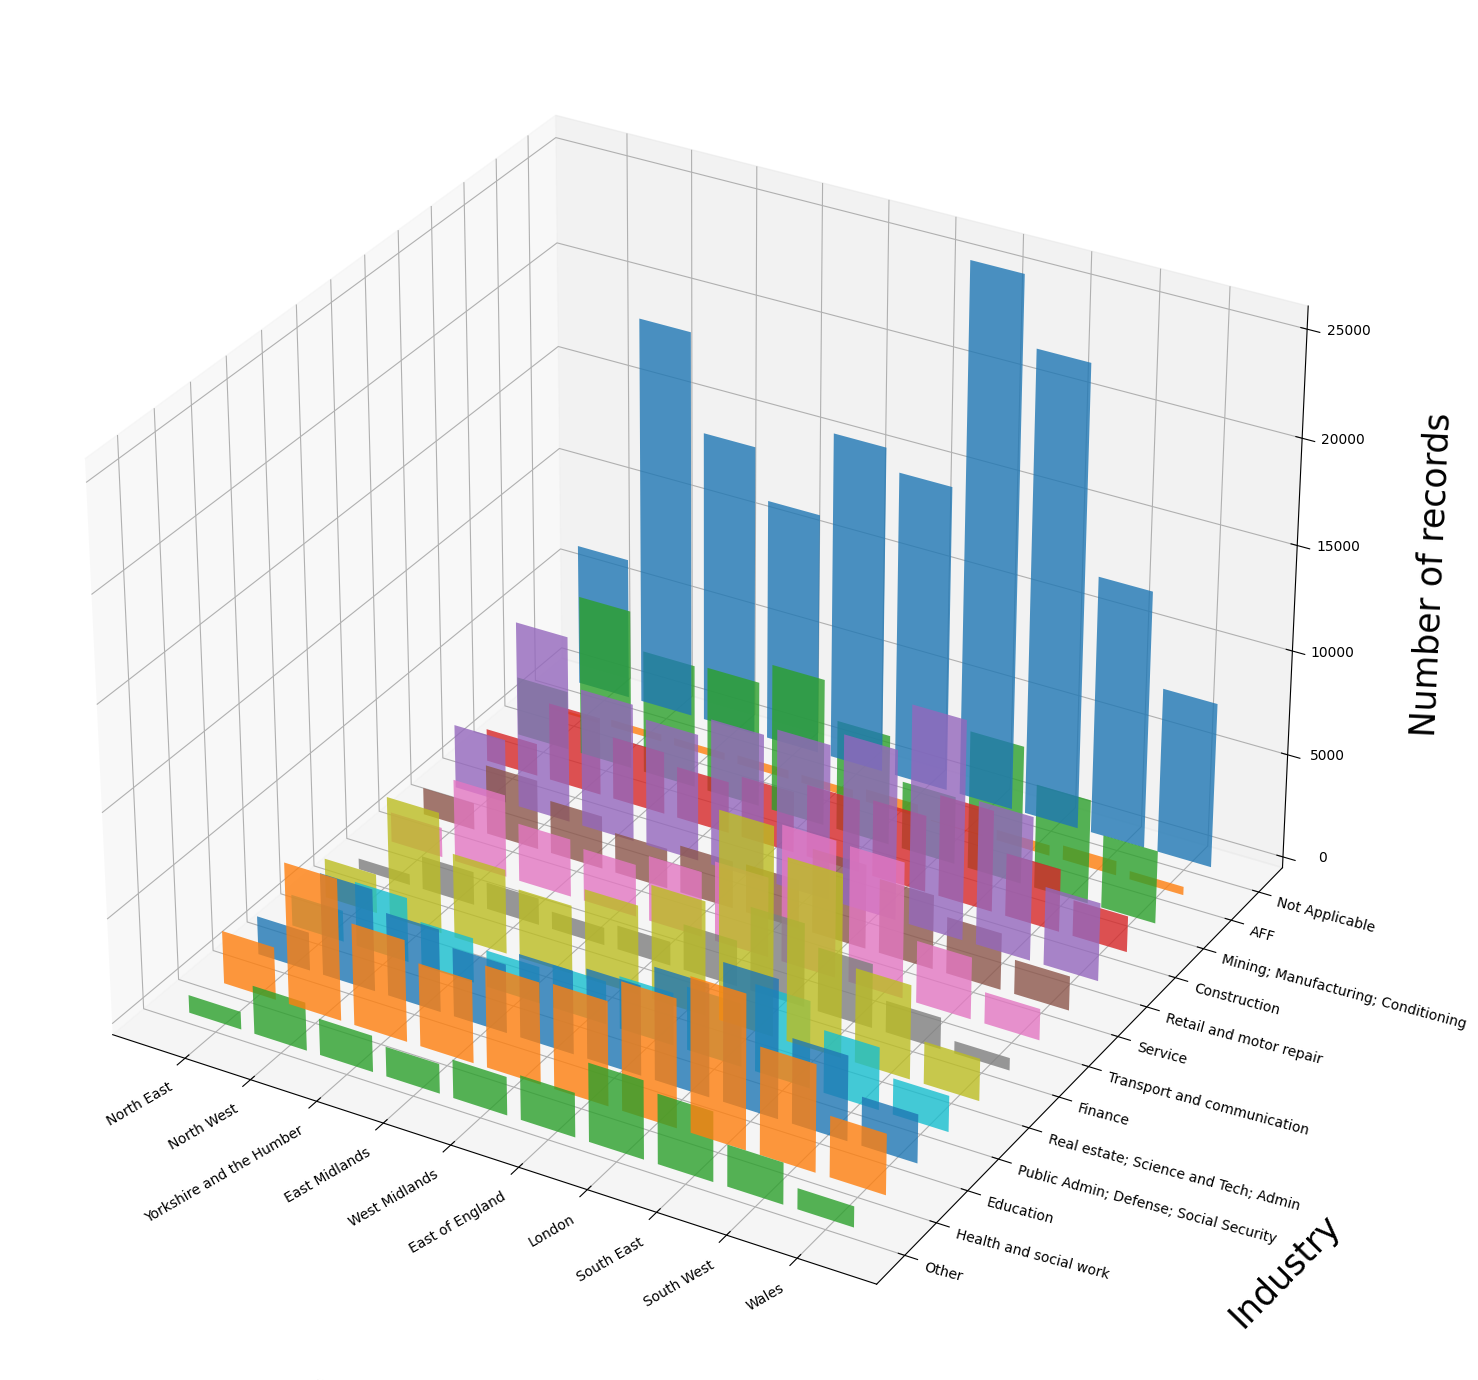 25000
20000
15000
10000
5000
0
Number of records
Not Applicable
AFF
Mining; Manufacturing; Conditioning
Construction
Retail and motor repair
Service
Transport and communication
Finance
Real estate; Science and Tech; Admin
Public Admin; Defense; Social Security
Education
Health and social work
Other
Industry
North East
North West
Yorkshire and the Humber
East Midlands
West Midlands
East of England
London
South East
South West
Wales